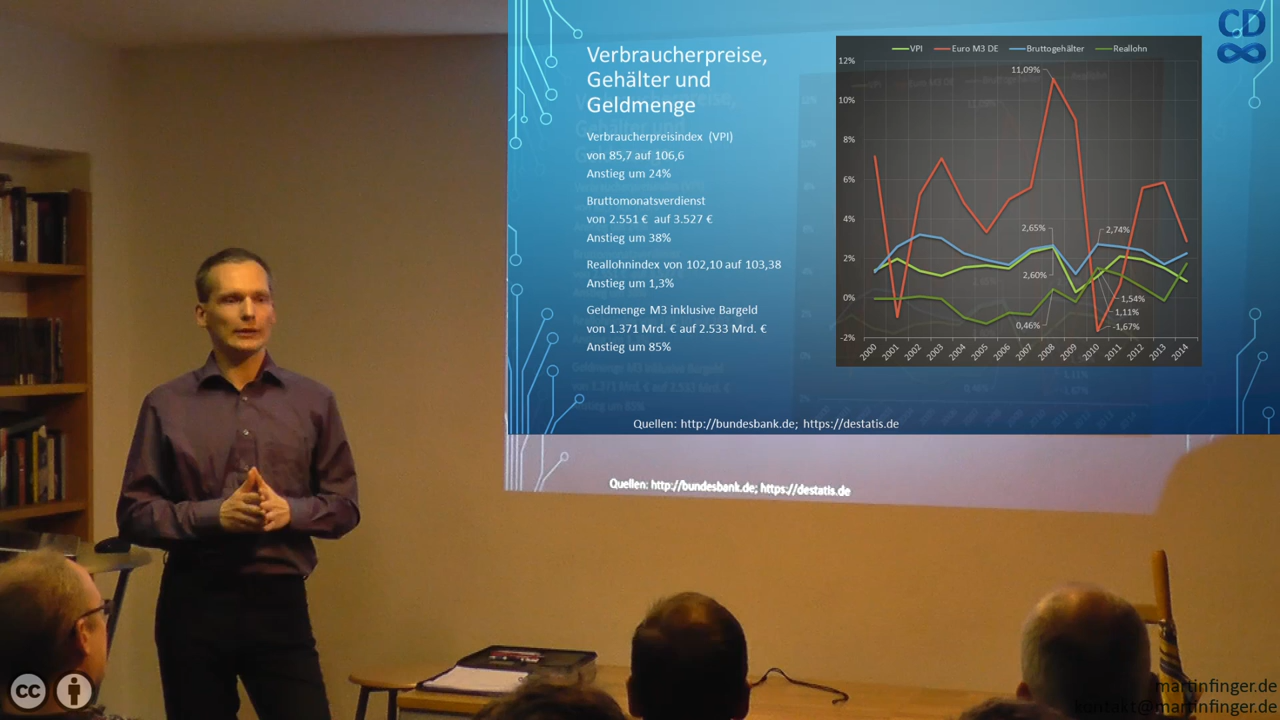 CD
Verbraucherpreise,
Gehälter und
Geldmenge
Verbraucherpreisindex (VPI)
von 85,7 auf 106,6
Anstieg um 24%
Bruttomonatsverdienst
von 2.551 € auf 3.527 €
Anstieg um 38%
Reallohnindex von 102,10 auf 103,38
Anstieg um 1,3%
Geldmenge M3 inklusive Bargeld
von 1.371 Mrd. € auf 2.533 Mrd. €
Anstieg um 85%
VPI Euro M3 DE Bruttogehälter Reallohn
12%
10%
8%
6%
4%
2%
0%
-2%
11,09%
2,65%
2,74%
2,60%
1,54%
1,11%
0,46%
-1,67%
2000 2001 2002 2003 2004 2005 2006 2007 2008 2009 2010 2011 2012 2013 2014
Quellen: http://bundesbank.de; https://destatis.de
Quellen: http://bundesbank.de; https://destatis.de
cc
martinfinger.de
kontakt@martinfinger.de